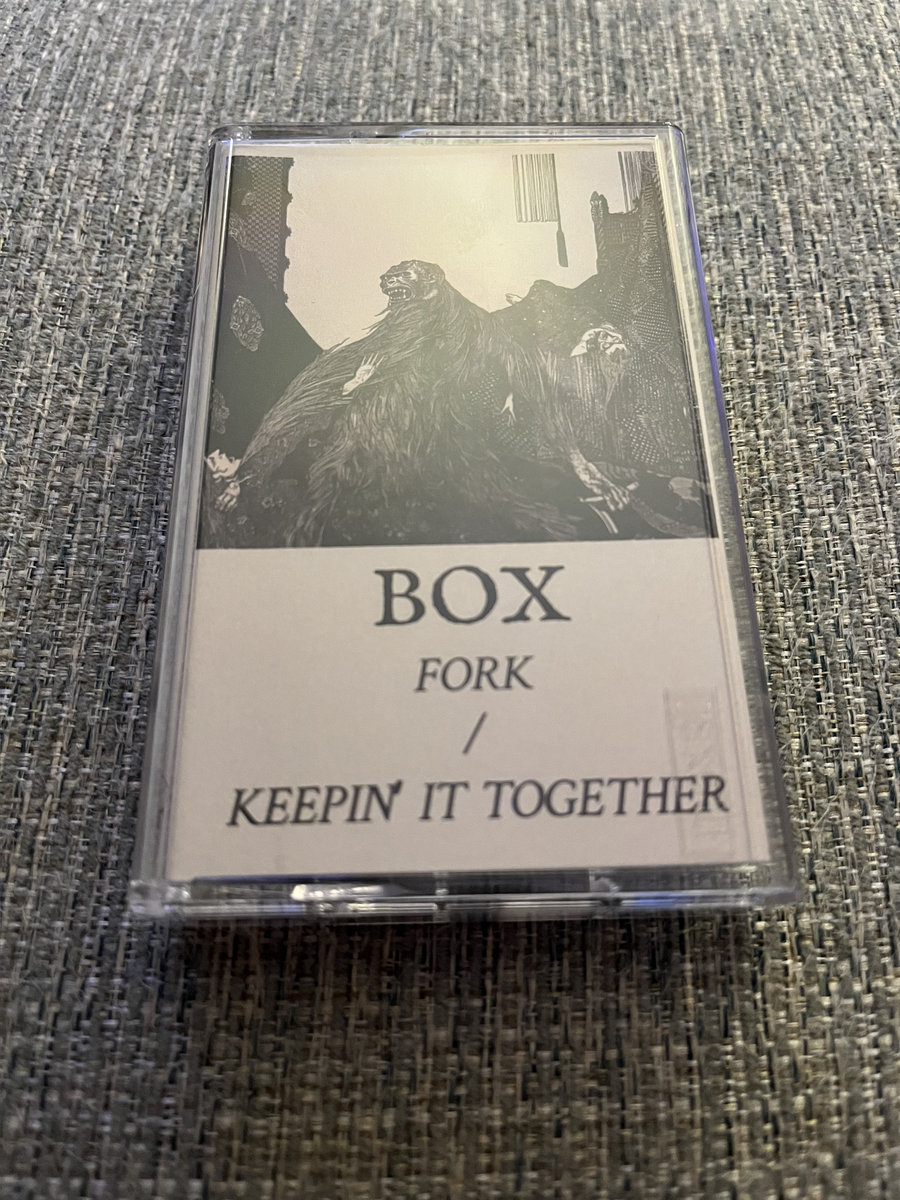 BOX
FORK
/
KEEPIN' IT TOGETHER